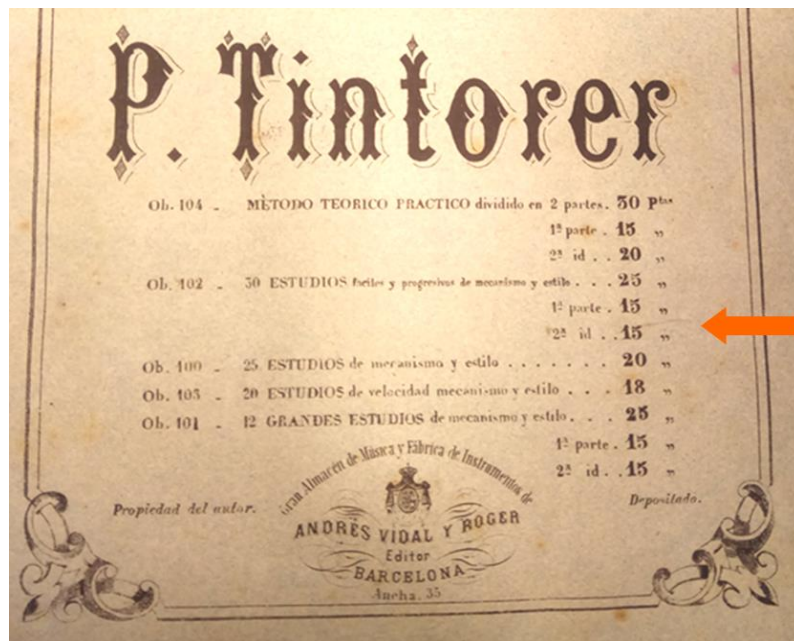 P. Tintorer
Ob. 104 - MÈTODO TEORICO PRACTICO dividido en 2 partes. 30 Ptas
1ª parte . 15 „
2ª id . . 20 „
Ob. 102 - 30 ESTUDIOS faciles y progresivos de mecanismo y estilo . . . 25 „
1ª parte . 15 „
2ª id . . 15 „
Ob. 100 - 25 ESTUDIOS de mecanismo y estilo . . . . . . . 20 „
Ob. 103 - 20 ESTUDIOS de velocidad mecanismo y estilo . . . 18 „
Ob. 101 - 12 GRANDES ESTUDIOS de mecanismo y estilo . . . 25 „
1ª parte . 15 „
2ª id . . 15 „
Gran Almacén de Música y Fábrica de Instrumentos de
Propiedad del autor. Depositado.
ANDRÉS VIDAL Y ROGER
Editor
BARCELONA
Ancha. 35